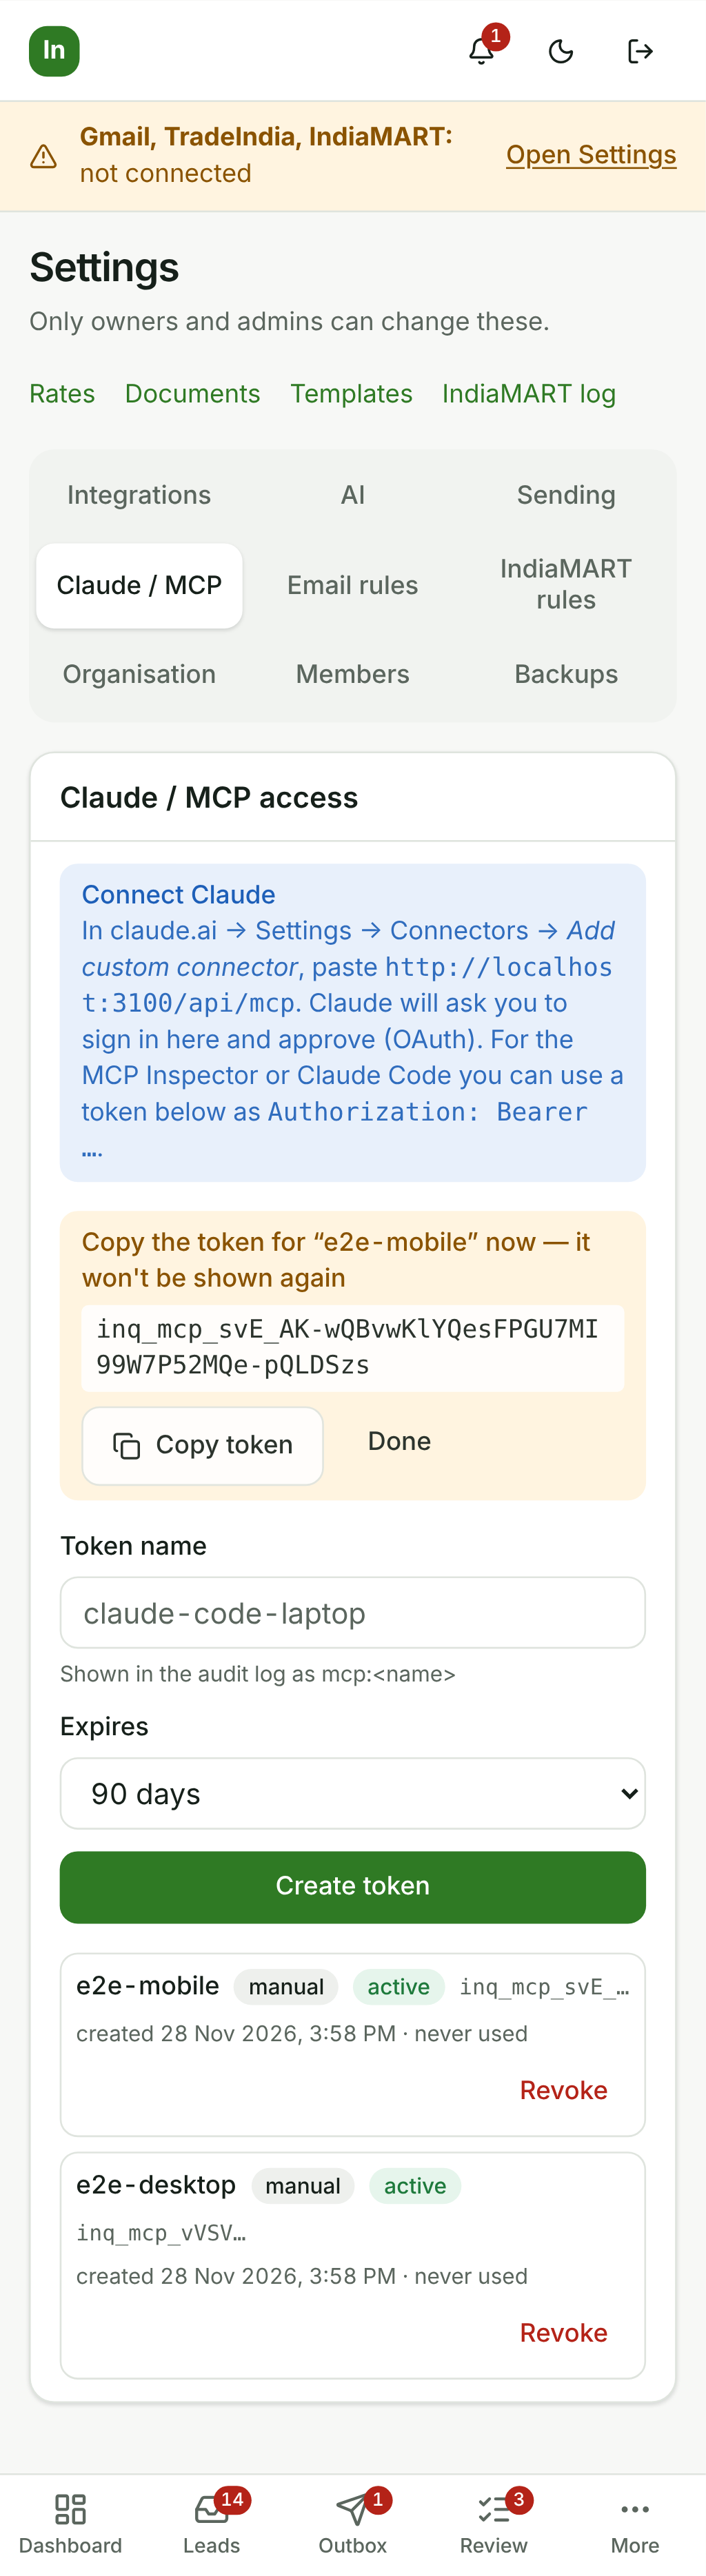 In
1
Gmail, TradeIndia, IndiaMART:
not connected
Open Settings
Settings
Only owners and admins can change these.
Rates Documents Templates IndiaMART log
Integrations AI Sending
Claude / MCP Email rules IndiaMART
rules
Organisation Members Backups
Claude / MCP access
Connect Claude
In claude.ai → Settings → Connectors → Add
custom connector, paste http://localhos
t:3100/api/mcp. Claude will ask you to
sign in here and approve (OAuth). For the
MCP Inspector or Claude Code you can use a
token below as Authorization: Bearer
….
Copy the token for “e2e-mobile” now — it
won't be shown again
inq_mcp_svE_AK-wQBvwKlYQesFPGU7MI
99W7P52MQe-pQLDSzs
Copy token Done
Token name
claude-code-laptop
Shown in the audit log as mcp:<name>
Expires
90 days
Create token
e2e-mobile manual active inq_mcp_svE_…
created 28 Nov 2026, 3:58 PM · never used
Revoke
e2e-desktop manual active
inq_mcp_vVSV…
created 28 Nov 2026, 3:58 PM · never used
Revoke
14 1 3
Dashboard Leads Outbox Review More